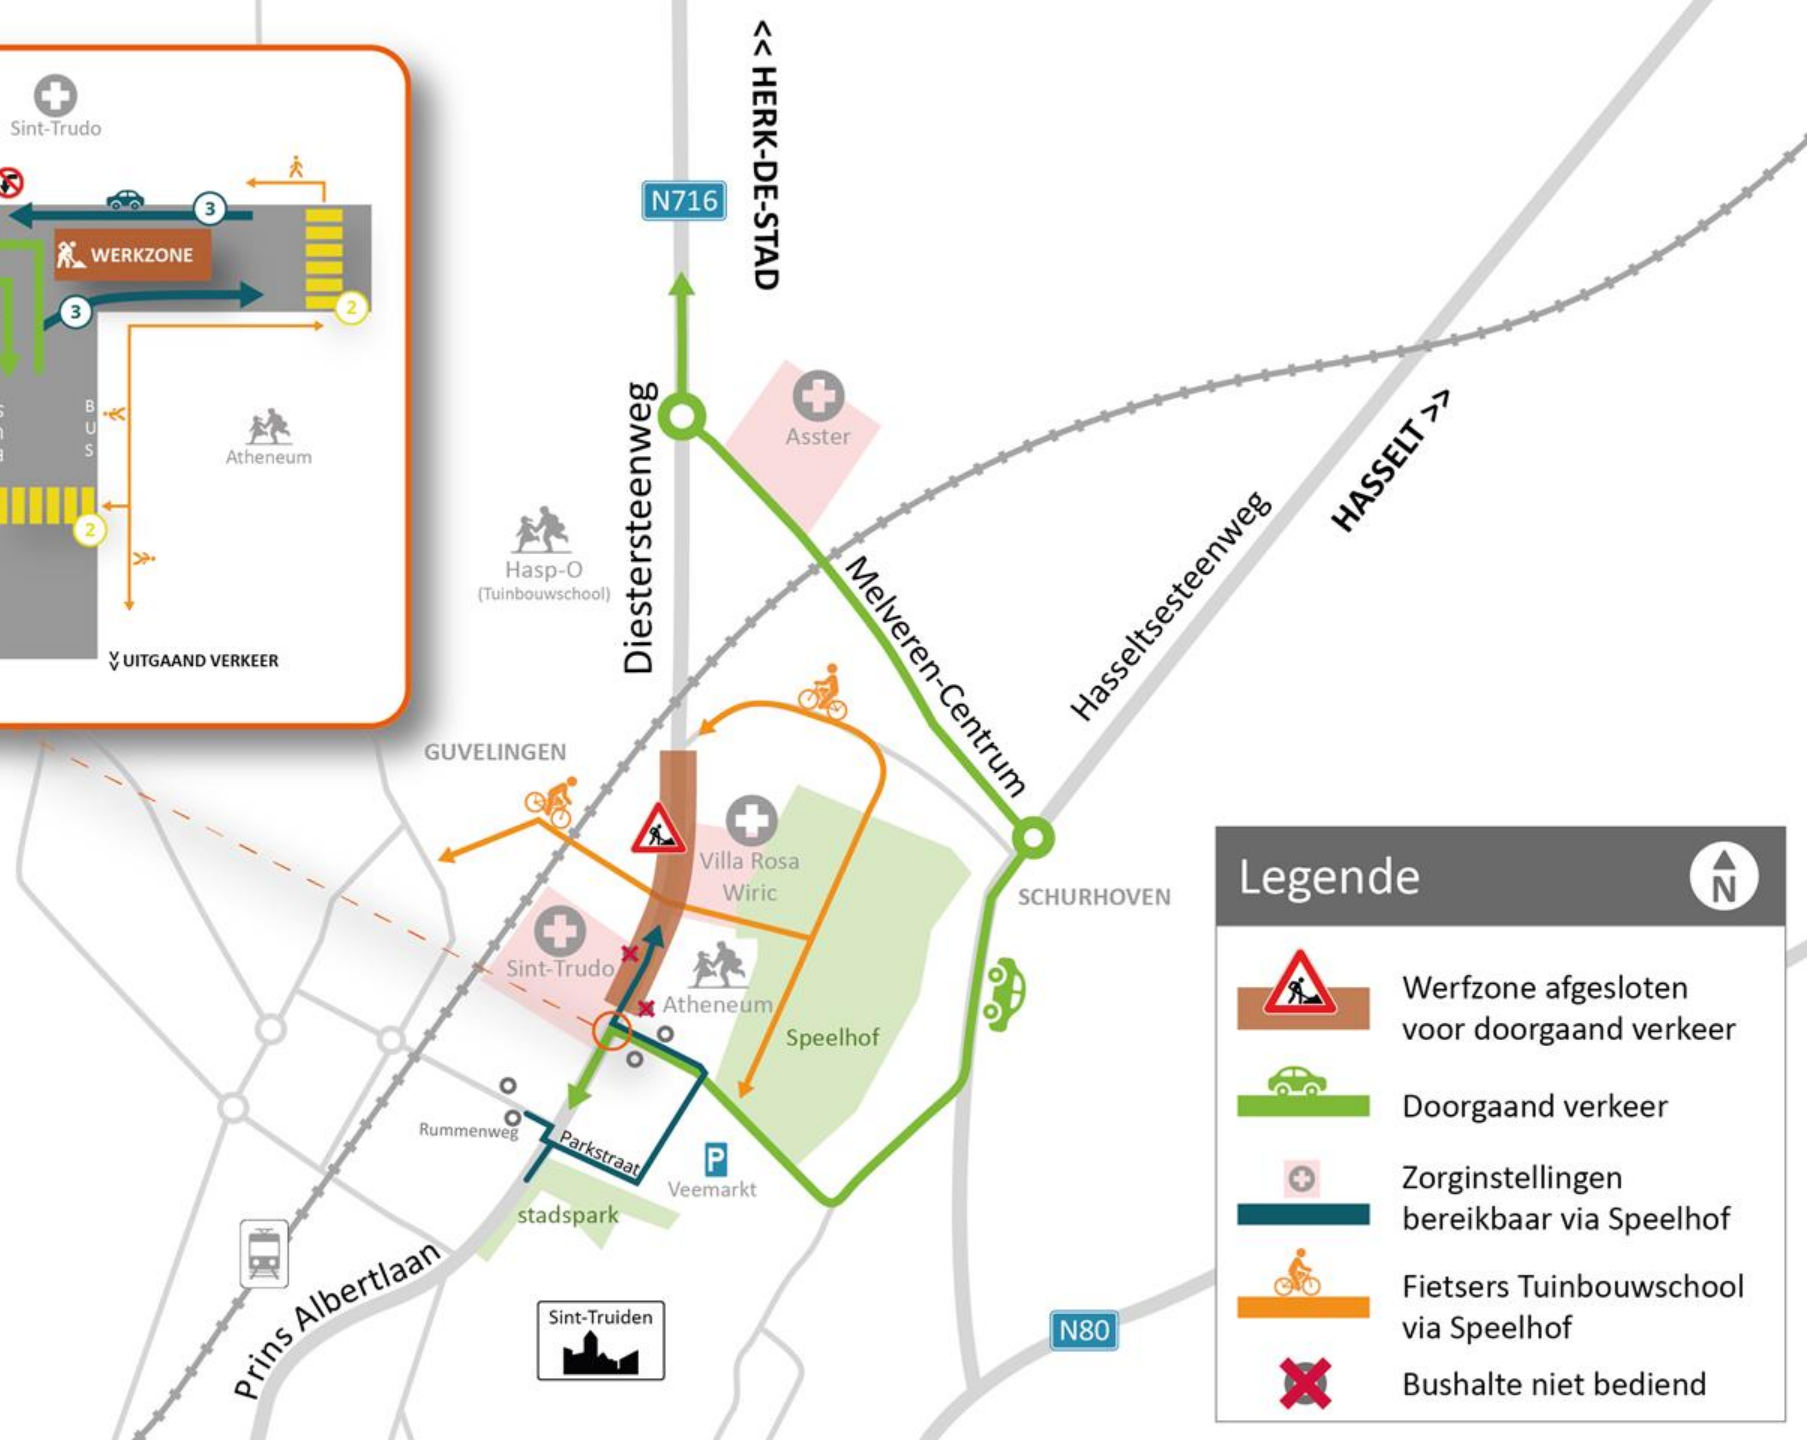 Sint-Trudo
3
WERKZONE
3
2
B
U
S
Atheneum
2
UITGAAND VERKEER
<< HERK-DE-STAD
N716
Asster
Diestersteenweg
HASSELT >>
Hasp-O
(Tuinbouwschool)
Melveren-Centrum
Hasseltsesteenweg
GUVELINGEN
Villa Rosa
Wiric
SCHURHOVEN
Sint-Trudo
Atheneum
Speelhof
Rummenweg
Parkstraat
P
Veemarkt
stadspark
Prins Albertlaan
Sint-Truiden
N80
Legende
N
Werfzone afgesloten
voor doorgaand verkeer
Doorgaand verkeer
Zorginstellingen
bereikbaar via Speelhof
Fietsers Tuinbouwschool
via Speelhof
Bushalte niet bediend